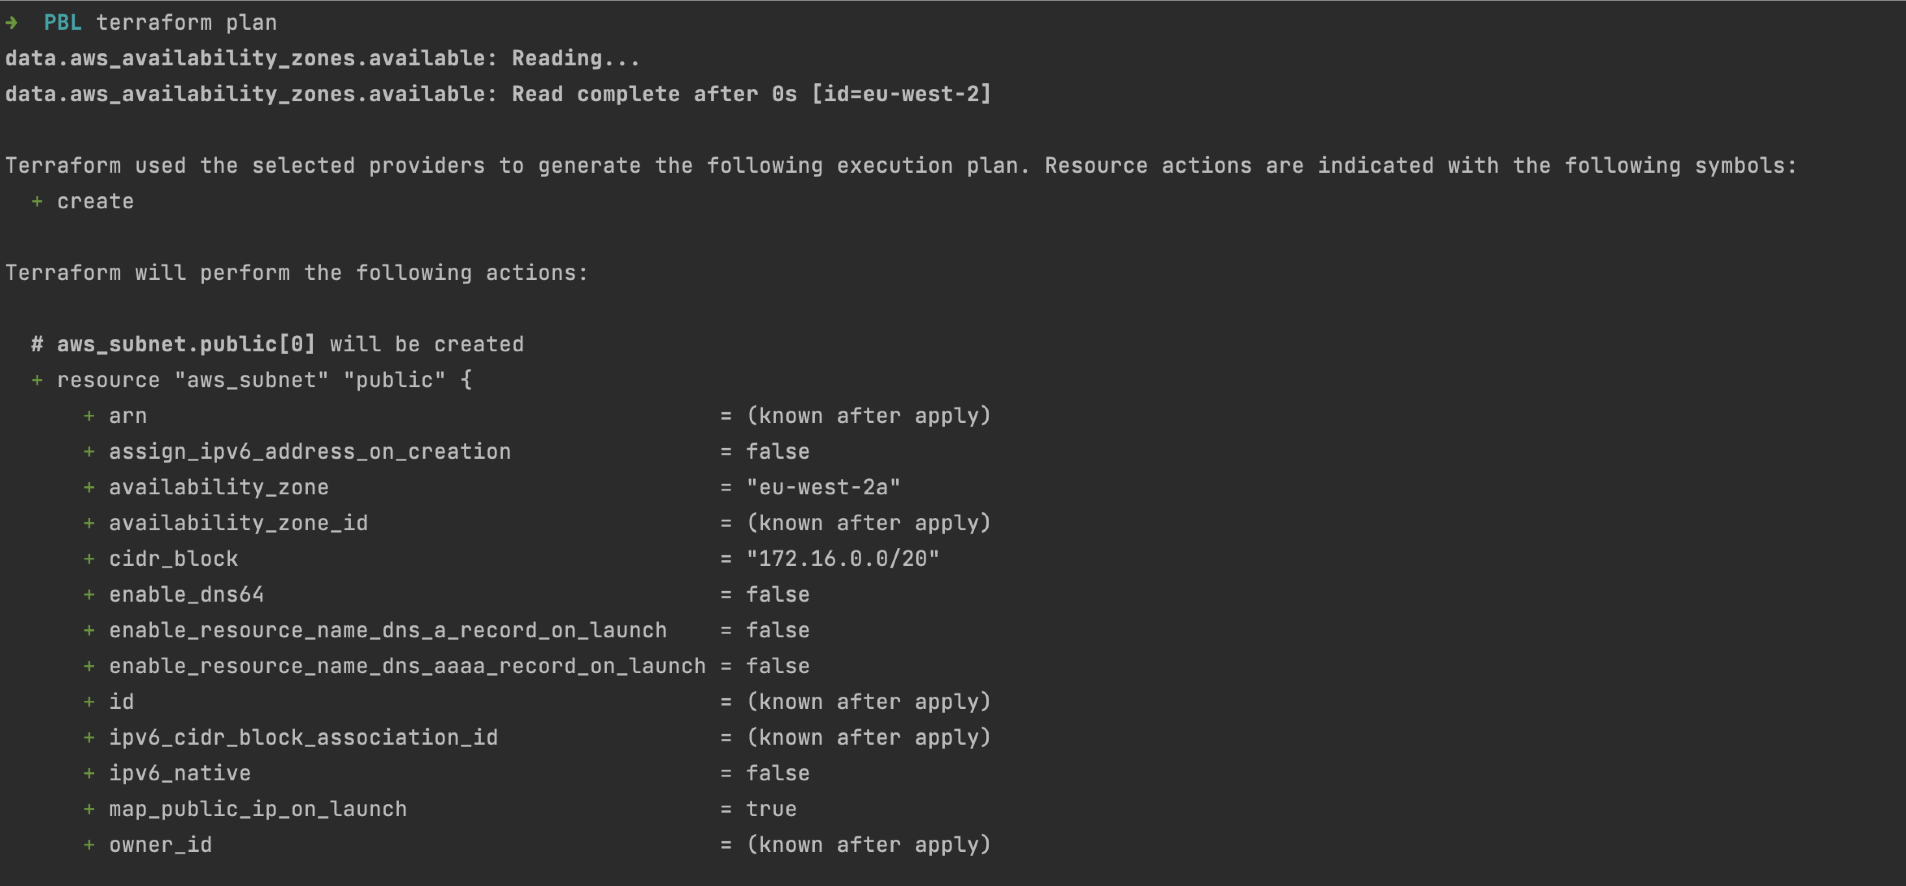 ➜  PBL terraform plan
data.aws_availability_zones.available: Reading...
data.aws_availability_zones.available: Read complete after 0s [id=eu-west-2]

Terraform used the selected providers to generate the following execution plan. Resource actions are indicated with the following symbols:
  + create

Terraform will perform the following actions:

  # aws_subnet.public[0] will be created
  + resource "aws_subnet" "public" {
      + arn                                            = (known after apply)
      + assign_ipv6_address_on_creation                = false
      + availability_zone                              = "eu-west-2a"
      + availability_zone_id                           = (known after apply)
      + cidr_block                                     = "172.16.0.0/20"
      + enable_dns64                                   = false
      + enable_resource_name_dns_a_record_on_launch    = false
      + enable_resource_name_dns_aaaa_record_on_launch = false
      + id                                             = (known after apply)
      + ipv6_cidr_block_association_id                 = (known after apply)
      + ipv6_native                                    = false
      + map_public_ip_on_launch                        = true
      + owner_id                                       = (known after apply)